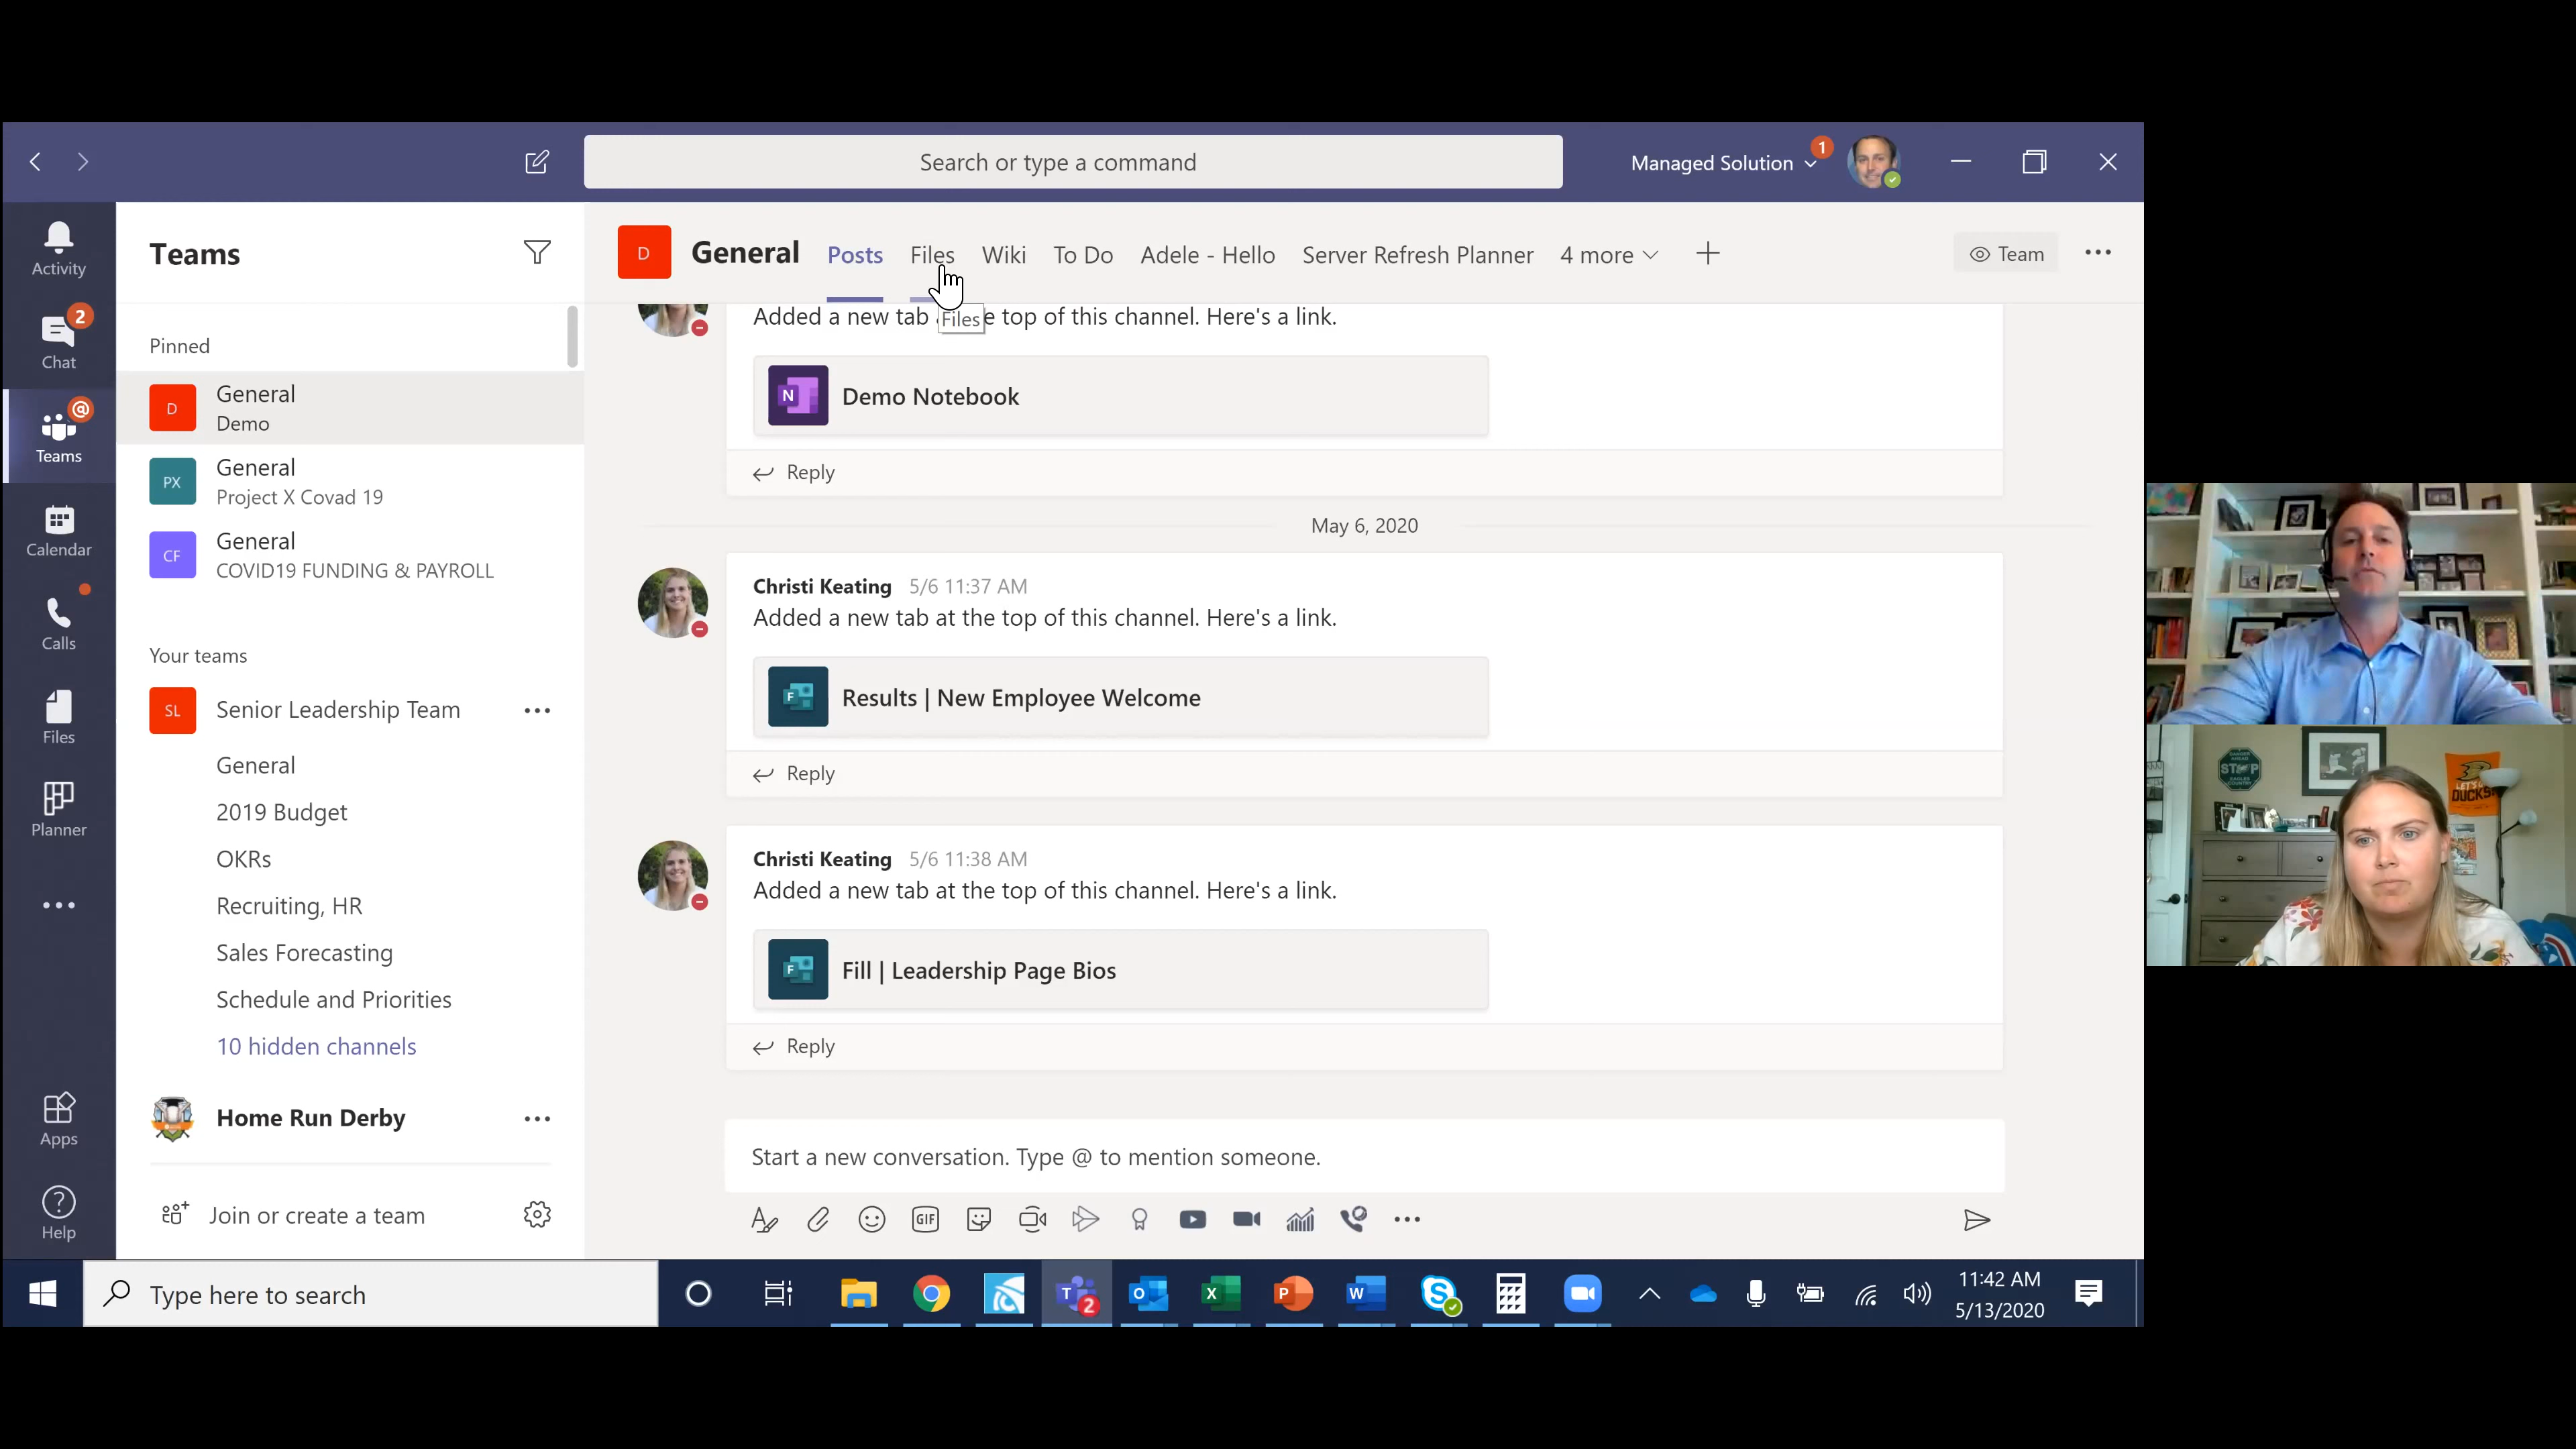 Search or type a command
Managed Solution
1
Activity
2
Chat
@
Teams
Calendar
Calls
Files
Planner
Apps
Help
Teams
Pinned
D
General
Demo
PX
General
Project X Covad 19
CF
General
COVID19 FUNDING & PAYROLL
Your teams
SL
Senior Leadership Team
General
2019 Budget
OKRs
Recruiting, HR
Sales Forecasting
Schedule and Priorities
10 hidden channels
Home Run Derby
Join or create a team
D
General Posts Files Wiki To Do Adele - Hello Server Refresh Planner 4 more
Team
Files
Added a new tab e top of this channel. Here's a link.
N
Demo Notebook
Reply
May 6, 2020
Christi Keating 5/6 11:37 AM
Added a new tab at the top of this channel. Here's a link.
F
Results | New Employee Welcome
Reply
Christi Keating 5/6 11:38 AM
Added a new tab at the top of this channel. Here's a link.
F
Fill | Leadership Page Bios
Reply
Start a new conversation. Type @ to mention someone.
GIF
STOP
LET'S
DUCKS
Type here to search
T
2
O
X
P
W
S
11:42 AM
5/13/2020